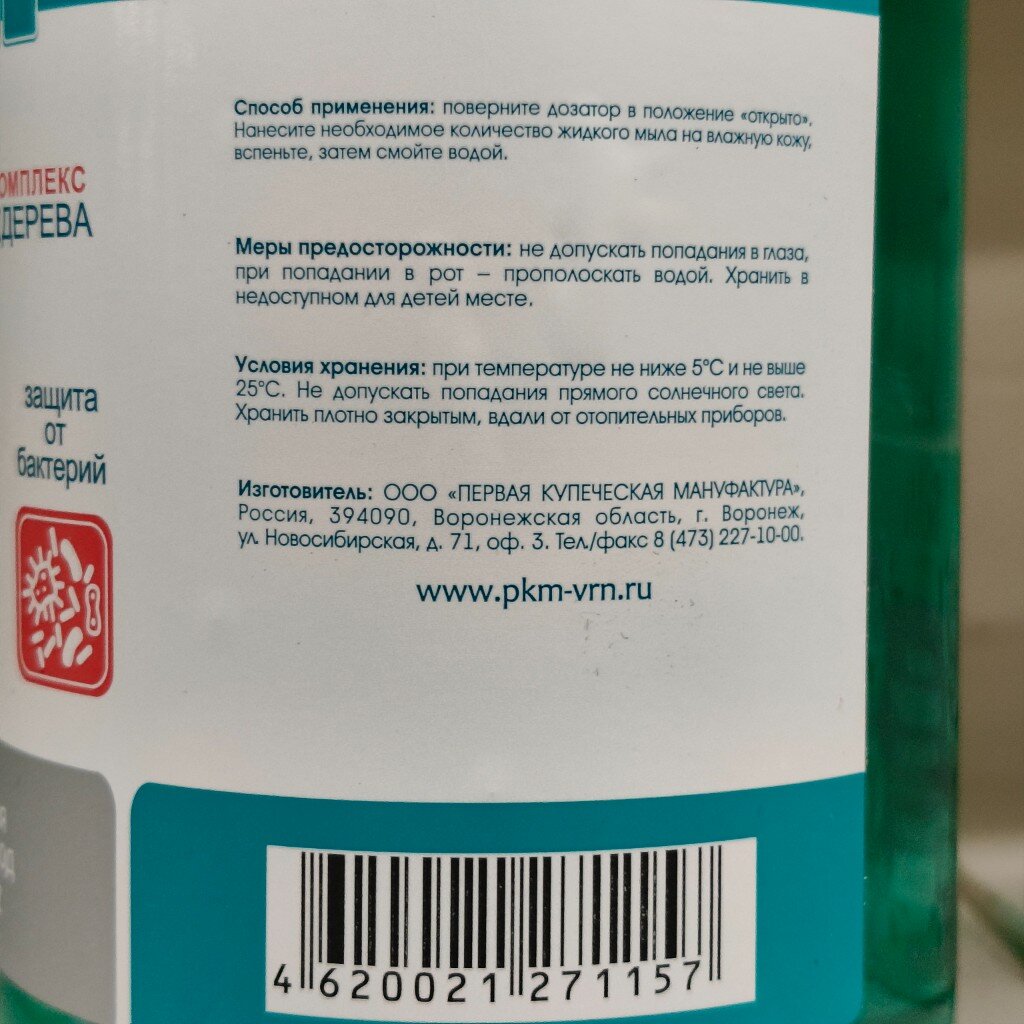 ОМПЛЕКС
ДЕРЕВА
защита
от
бактерий
Способ применения: поверните дозатор в положение «открыто».
Нанесите необходимое количество жидкого мыла на влажную кожу,
вспеньте, затем смойте водой.
Меры предосторожности: не допускать попадания в глаза,
при попадании в рот – прополоскать водой. Хранить в
недоступном для детей месте.
Условия хранения: при температуре не ниже 5°С и не выше
25°С. Не допускать попадания прямого солнечного света.
Хранить плотно закрытым, вдали от отопительных приборов.
Изготовитель: ООО «ПЕРВАЯ КУПЕЧЕСКАЯ МАНУФАКТУРА»,
Россия, 394090, Воронежская область, г. Воронеж,
ул. Новосибирская, д. 71, оф. 3. Тел./факс 8 (473) 227-10-00.
www.pkm-vrn.ru
4 620021 271157